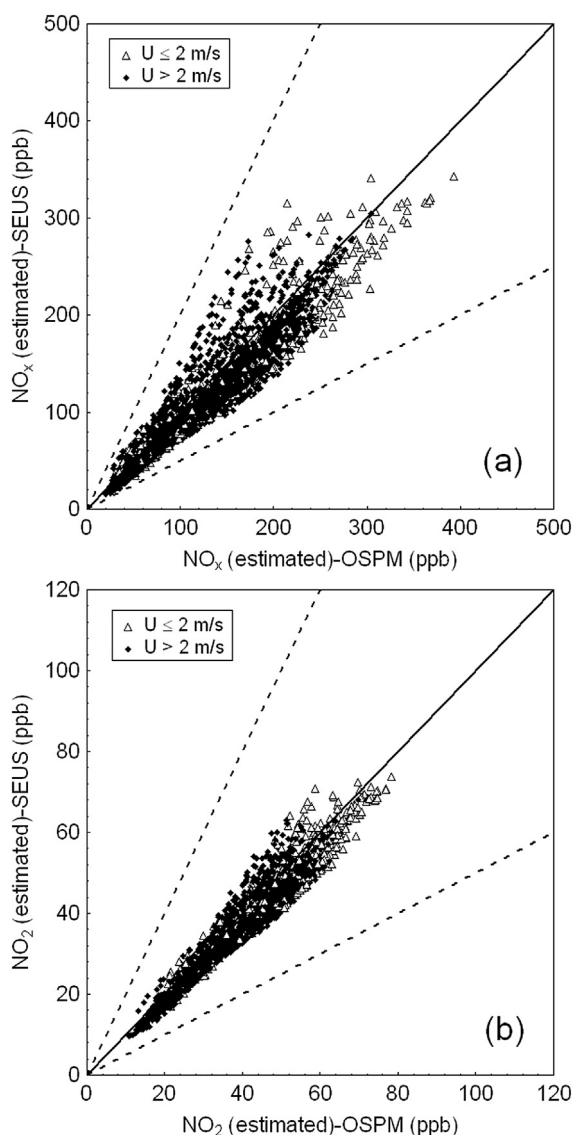 500
400
300
200
100
0
NOx (estimated)-SEUS (ppb)
U ≤ 2 m/s
U > 2 m/s
(a)
0 100 200 300 400 500
NOx (estimated)-OSPM (ppb)
120
100
80
60
40
20
0
NO2 (estimated)-SEUS (ppb)
U ≤ 2 m/s
U > 2 m/s
(b)
0 20 40 60 80 100 120
NO2 (estimated)-OSPM (ppb)